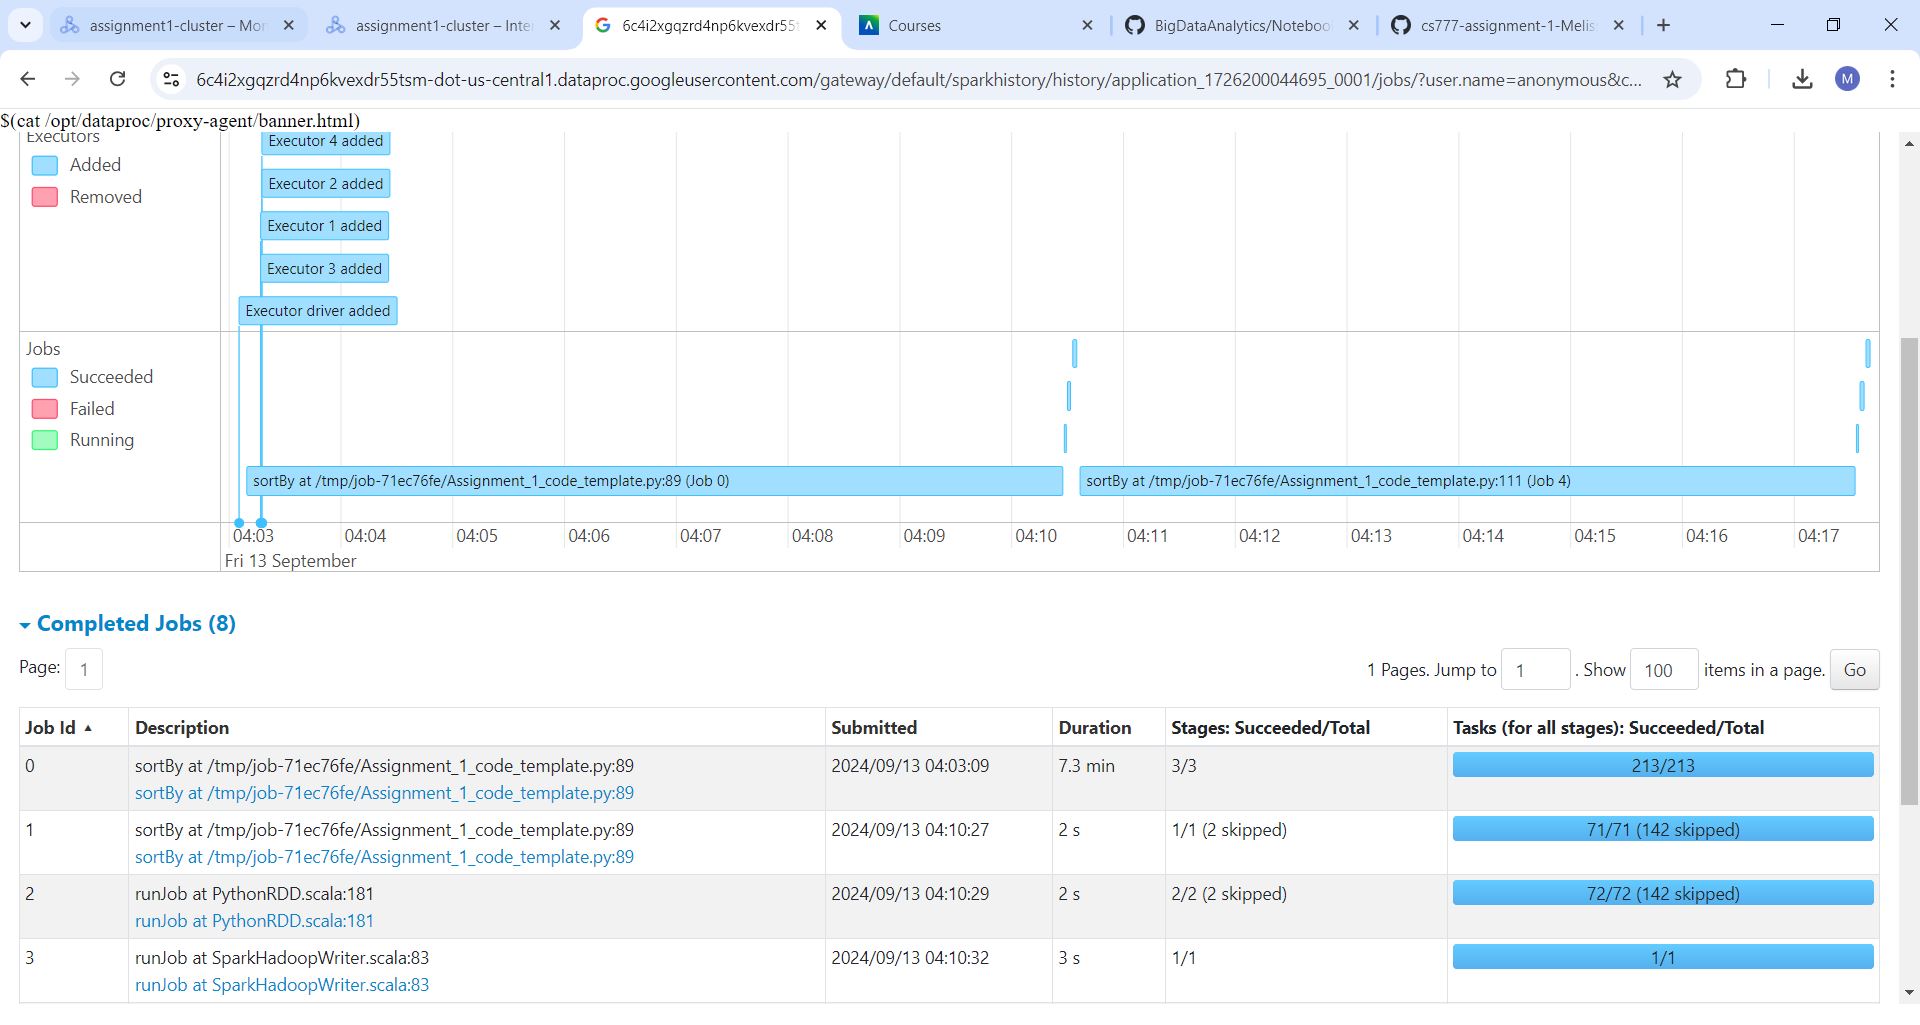 assignment1-cluster – Mon
assignment1-cluster – Inte
6c4i2xgqzrd4np6kvexdr55t
Courses
BigDataAnalytics/Noteboo
cs777-assignment-1-Melis
6c4i2xgqzrd4np6kvexdr55tsm-dot-us-central1.dataproc.googleusercontent.com/gateway/default/sparkhistory/history/application_1726200044695_0001/jobs/?user.name=anonymous&c...
M
$(cat /opt/dataproc/proxy-agent/banner.html)
Executors
Added
Removed
Executor 4 added
Executor 2 added
Executor 1 added
Executor 3 added
Executor driver added
Jobs
Succeeded
Failed
Running
sortBy at /tmp/job-71ec76fe/Assignment_1_code_template.py:89 (Job 0)
sortBy at /tmp/job-71ec76fe/Assignment_1_code_template.py:111 (Job 4)
04:03 04:04 04:05 04:06 04:07 04:08 04:09 04:10 04:11 04:12 04:13 04:14 04:15 04:16 04:17
Fri 13 September
Completed Jobs (8)
Page: 1
1 Pages. Jump to 1 . Show 100 items in a page. Go
Job Id Description Submitted Duration Stages: Succeeded/Total Tasks (for all stages): Succeeded/Total
0 sortBy at /tmp/job-71ec76fe/Assignment_1_code_template.py:89 2024/09/13 04:03:09 7.3 min 3/3 213/213
sortBy at /tmp/job-71ec76fe/Assignment_1_code_template.py:89
1 sortBy at /tmp/job-71ec76fe/Assignment_1_code_template.py:89 2024/09/13 04:10:27 2 s 1/1 (2 skipped) 71/71 (142 skipped)
sortBy at /tmp/job-71ec76fe/Assignment_1_code_template.py:89
2 runJob at PythonRDD.scala:181 2024/09/13 04:10:29 2 s 2/2 (2 skipped) 72/72 (142 skipped)
runJob at PythonRDD.scala:181
3 runJob at SparkHadoopWriter.scala:83 2024/09/13 04:10:32 3 s 1/1 1/1
runJob at SparkHadoopWriter.scala:83